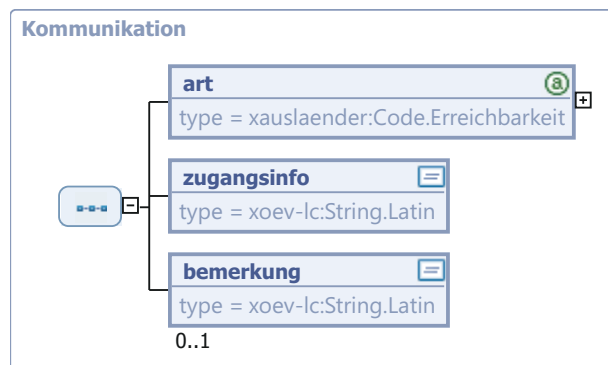 Kommunikation
art
type = xauslaender:Code.Erreichbarkeit
zugangsinfo
type = xoev-lc:String.Latin
bemerkung
type = xoev-lc:String.Latin
0..1